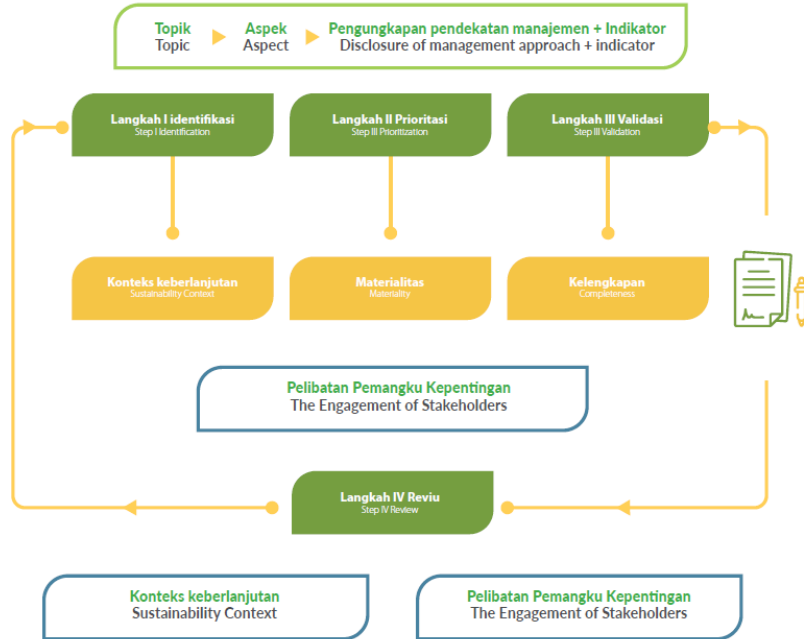 Topik
Topic
Aspek
Aspect
Pengungkapan pendekatan manajemen + Indikator
Disclosure of management approach + indicator
Langkah I identifikasi
Step I Identification
Langkah II Prioritasi
Step III Prioritization
Langkah III Validasi
Step III Validation
Konteks keberlanjutan
Sustainability Context
Materialitas
Materiality
Kelengkapan
Completeness
Pelibatan Pemangku Kepentingan
The Engagement of Stakeholders
Langkah IV Reviu
Step IV Review
Konteks keberlanjutan
Sustainability Context
Pelibatan Pemangku Kepentingan
The Engagement of Stakeholders